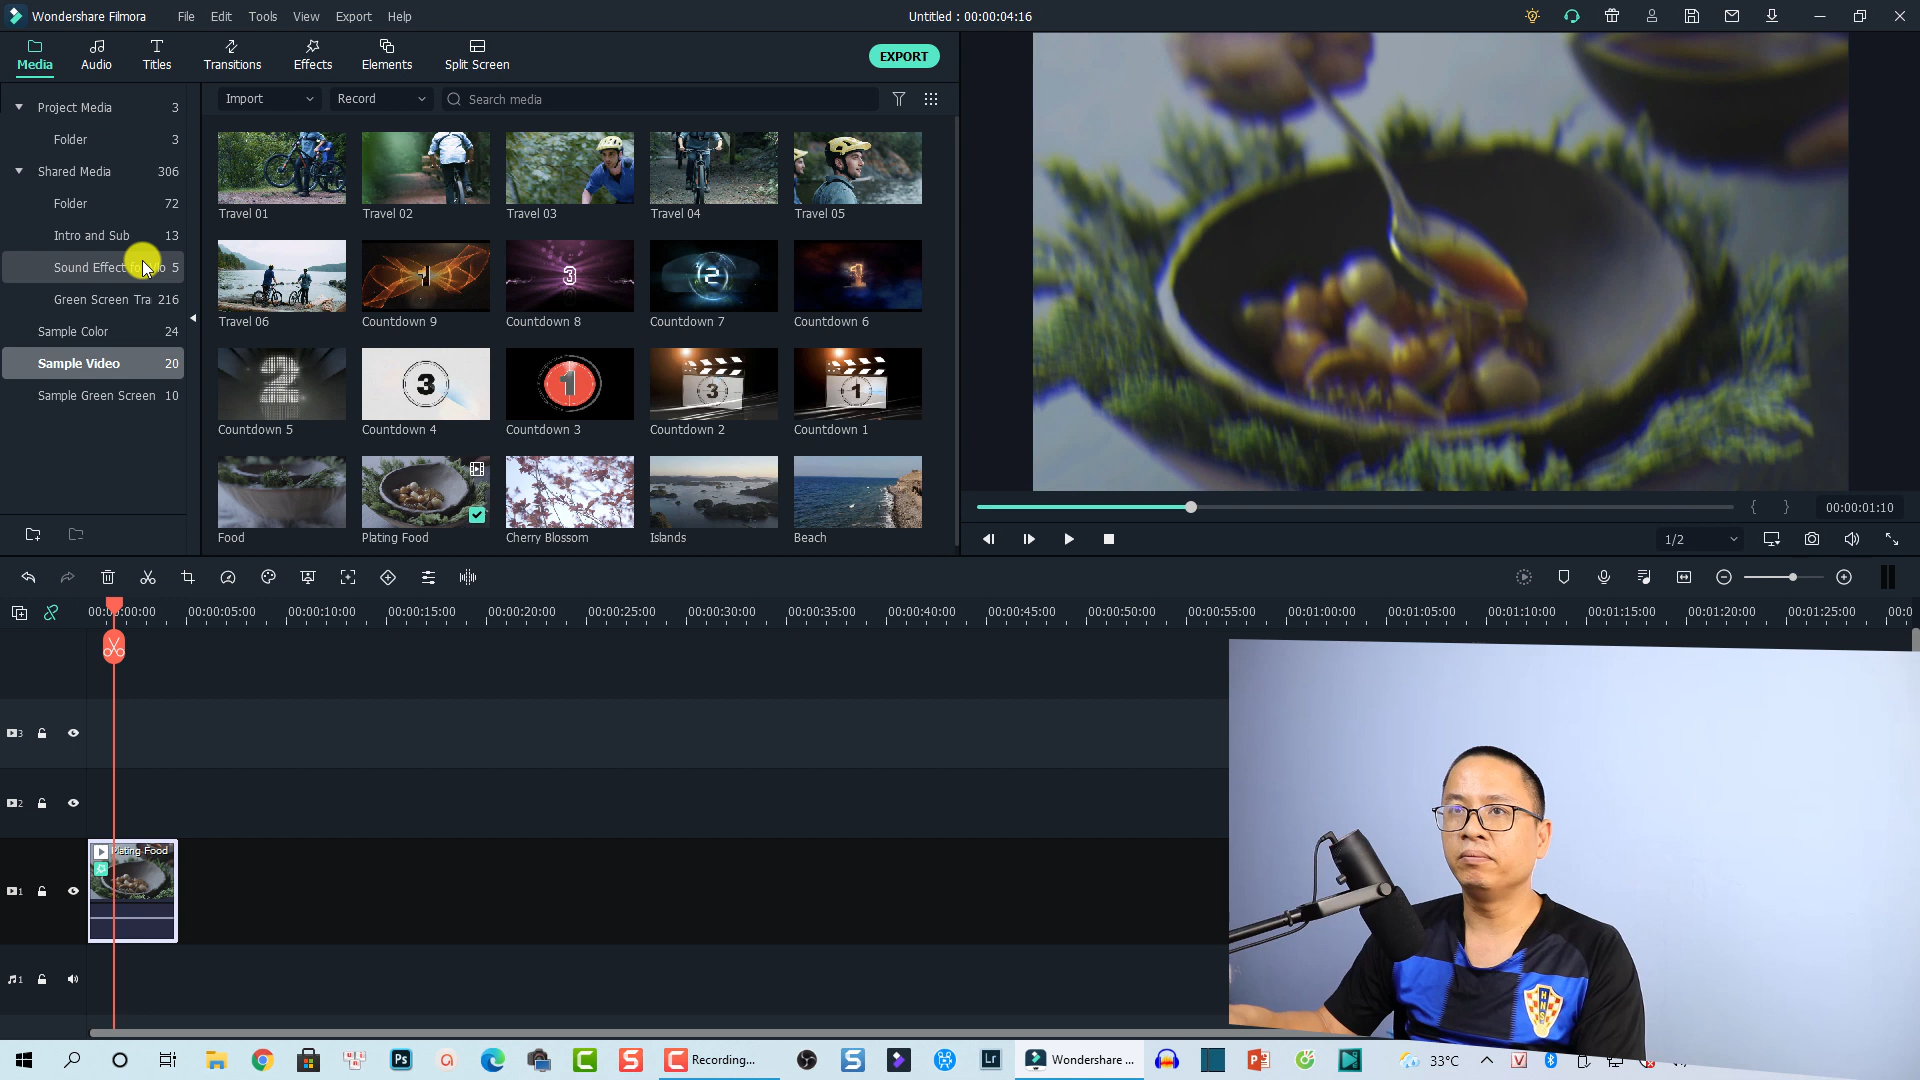 Wondershare Filmora File Edit Tools View Export Help Untitled : 00:00:04:16
Media Audio Titles Transitions Effects Elements Split Screen EXPORT
Project Media 3
Folder 3
Shared Media 306
Folder 72
Intro and Sub 13
Sound Effect 5
Green Screen Tra 216
Sample Color 24
Sample Video 20
Sample Green Screen 10
Import Record Search media
Travel 01 Travel 02 Travel 03 Travel 04 Travel 05
Travel 06 Countdown 9 Countdown 8 Countdown 7 Countdown 6
Countdown 5 Countdown 4 Countdown 3 Countdown 2 Countdown 1
Food Plating Food Cherry Blossom Islands Beach
{ } 00:00:01:10
1/2
00:00:00:00 00:00:05:00 00:00:10:00 00:00:15:00 00:00:20:00 00:00:25:00 00:00:30:00 00:00:35:00 00:00:40:00 00:00:45:00 00:00:50:00 00:00:55:00 00:01:00:00 00:01:05:00 00:01:10:00 00:01:15:00 00:01:20:00 00:01:25:00 00:0
3
2
Plating Food
1
1
HNS
Recording... Lr Wondershare ... 33°C